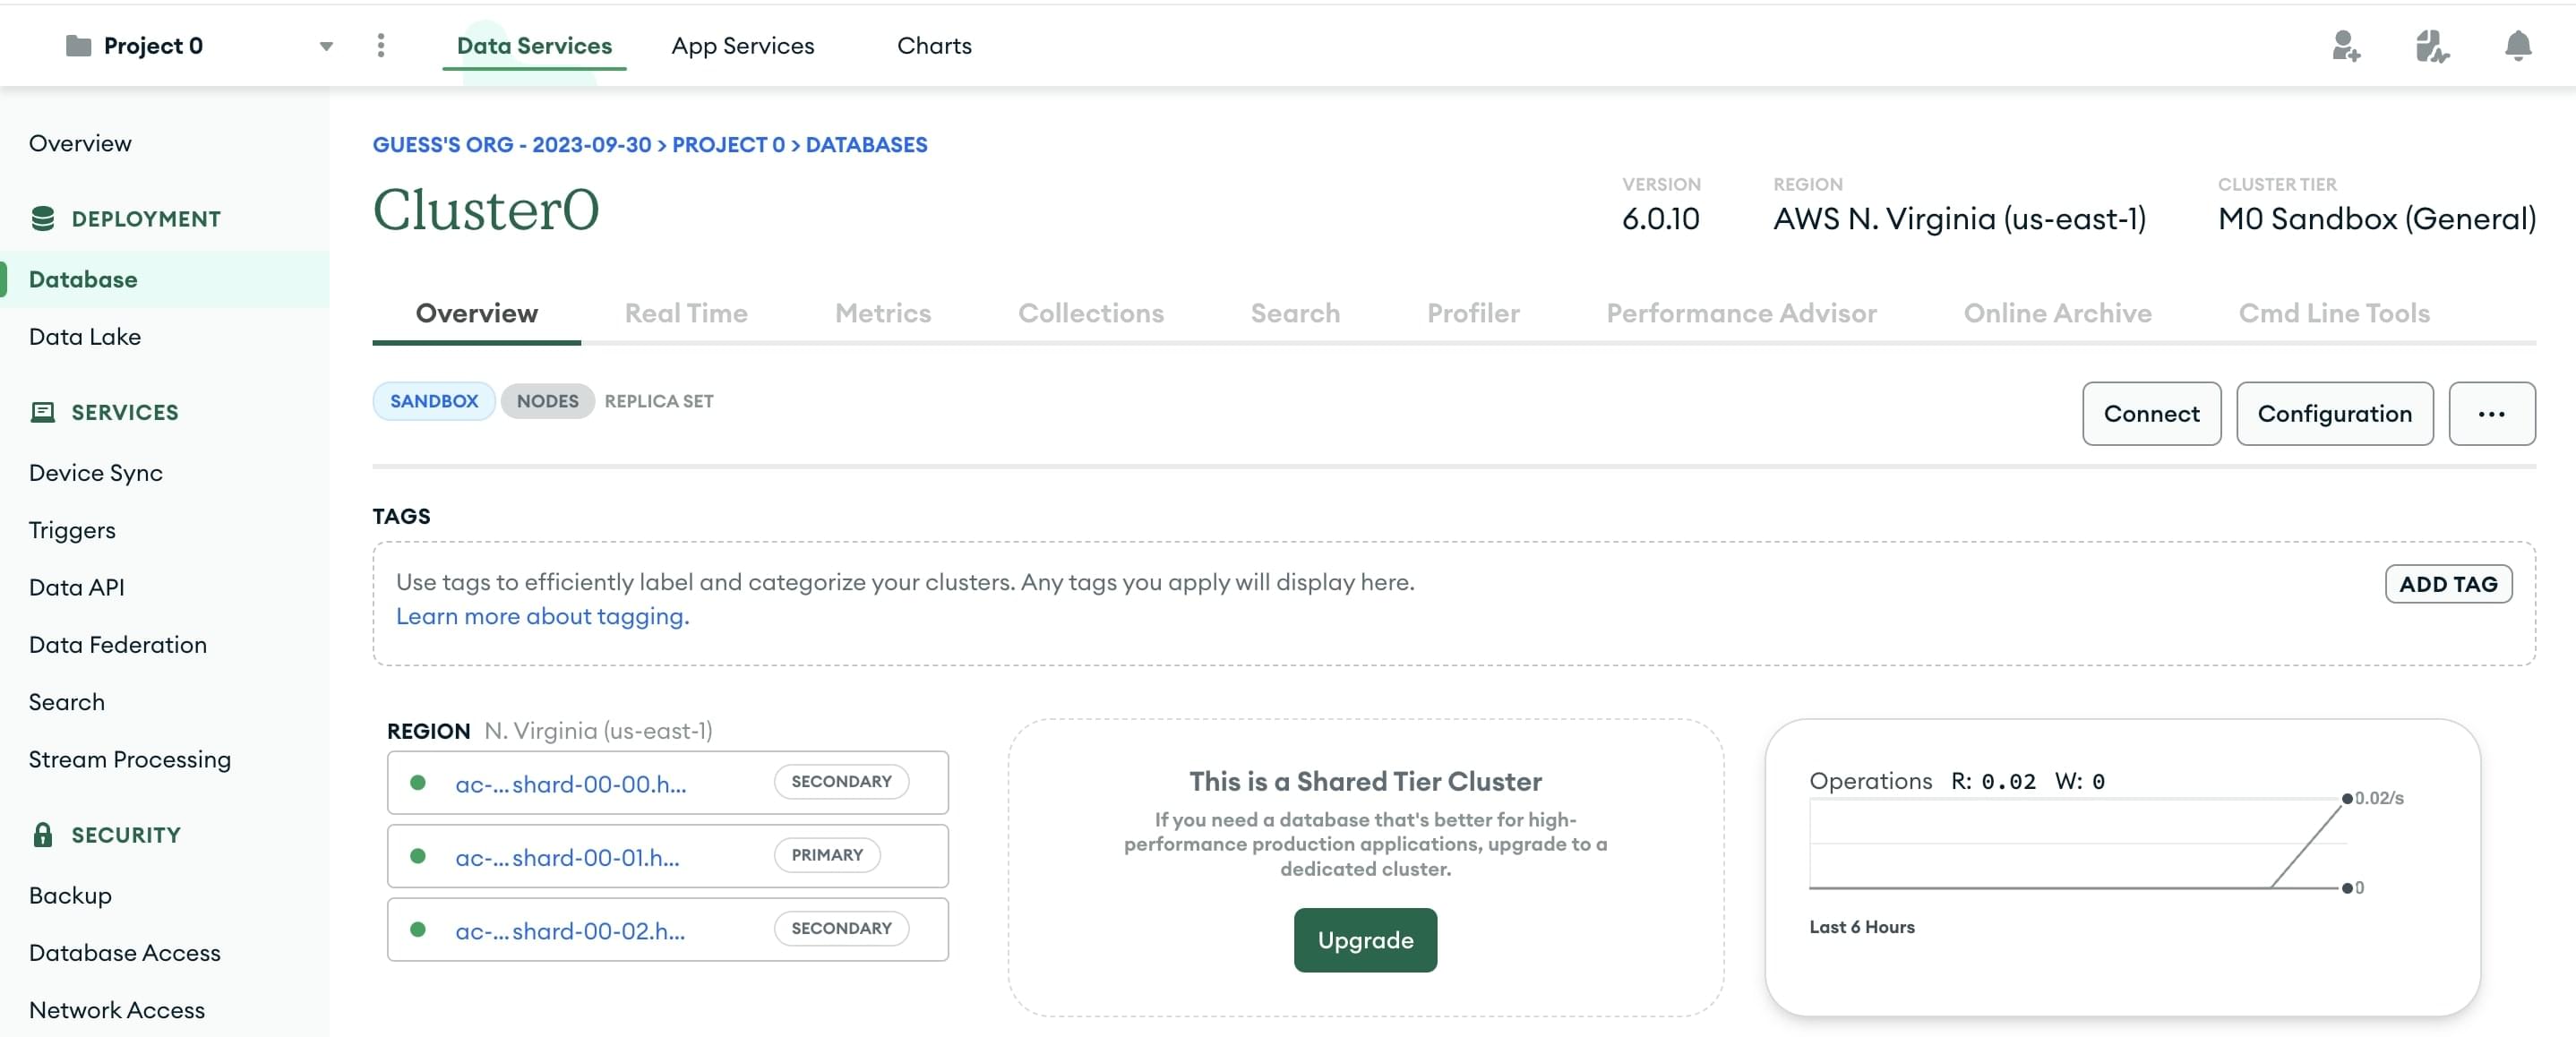 Project 0
Data Services
App Services
Charts
Overview
DEPLOYMENT
Database
Data Lake
SERVICES
Device Sync
Triggers
Data API
Data Federation
Search
Stream Processing
SECURITY
Backup
Database Access
Network Access
GUESS'S ORG - 2023-09-30 > PROJECT 0 > DATABASES
Cluster0
VERSION
6.0.10
REGION
AWS N. Virginia (us-east-1)
CLUSTER TIER
M0 Sandbox (General)
Overview
Real Time
Metrics
Collections
Search
Profiler
Performance Advisor
Online Archive
Cmd Line Tools
SANDBOX
NODES
REPLICA SET
Connect
Configuration
...
TAGS
Use tags to efficiently label and categorize your clusters. Any tags you apply will display here.
Learn more about tagging.
ADD TAG
REGION N. Virginia (us-east-1)
ac-...shard-00-00.h... SECONDARY
ac-...shard-00-01.h... PRIMARY
ac-...shard-00-02.h... SECONDARY
This is a Shared Tier Cluster
If you need a database that's better for high-
performance production applications, upgrade to a
dedicated cluster.
Upgrade
Operations R: 0.02 W: 0
0.02/s
0
Last 6 Hours